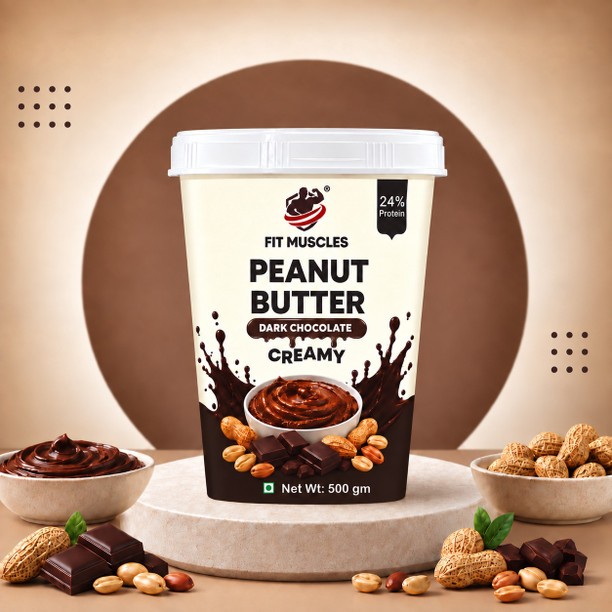 ®
24%
Protein
FIT MUSCLES
PEANUT
BUTTER
DARK CHOCOLATE
CREAMY
Net Wt: 500 gm